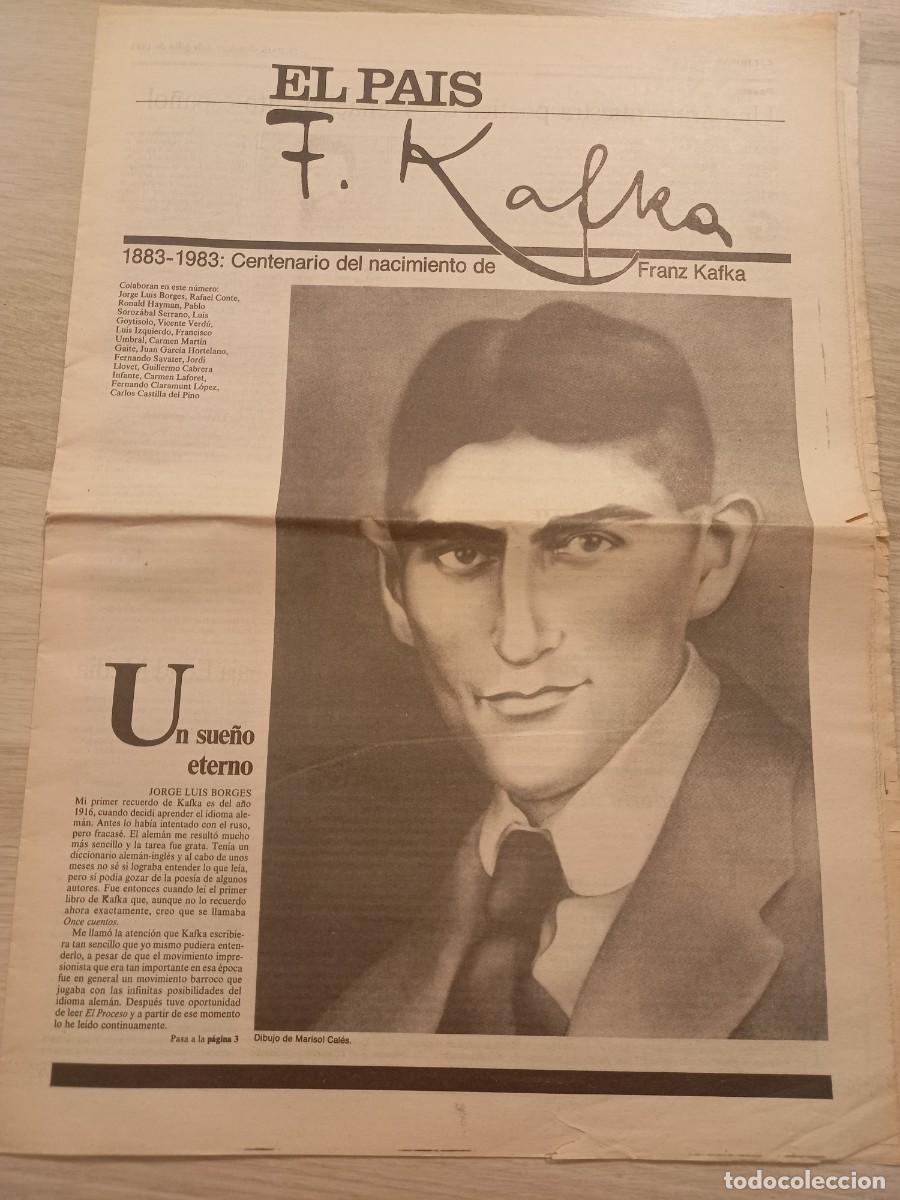 EL PAIS
F. Kafka
1883-1983: Centenario del nacimiento de Franz Kafka
Colaboran en este número:
Jorge Luis Borges, Rafael Conte,
Ronald Hayman, Pablo
Sorozábal Serrano, Luis
Goytisolo, Vicente Verdú,
Luis Izquierdo, Francisco
Umbral, Carmen Martín
Gaite, Juan García Hortelano,
Fernando Savater, Jordi
Llovet, Guillermo Cabrera
Infante, Carmen Laforet,
Fernando Claramunt López,
Carlos Castilla del Pino
Un sueño
eterno
JORGE LUIS BORGES
Mi primer recuerdo de Kafka es del año
1916, cuando decidí aprender el idioma ale-
mán. Antes lo había intentado con el ruso,
pero fracasé. El alemán me resultó mucho
más sencillo y la tarea fue grata. Tenía un
diccionario alemán-inglés y al cabo de unos
meses no sé si lograba entender lo que leía,
pero sí podía gozar de la poesía de algunos
autores. Fue entonces cuando leí el primer
libro de Kafka que, aunque no lo recuerdo
ahora exactamente, creo que se llamaba
Once cuentos.
Me llamó la atención que Kafka escribie-
ra tan sencillo que yo mismo pudiera enten-
derlo, a pesar de que el movimiento impre-
sionista que era tan importante en esa época
fue en general un movimiento barroco que
jugaba con las infinitas posibilidades del
idioma alemán. Después tuve oportunidad
de leer El Proceso y a partir de ese momento
lo he leído continuamente.
Pasa a la página 3
Dibujo de Marisol Calés.
todocoleccion